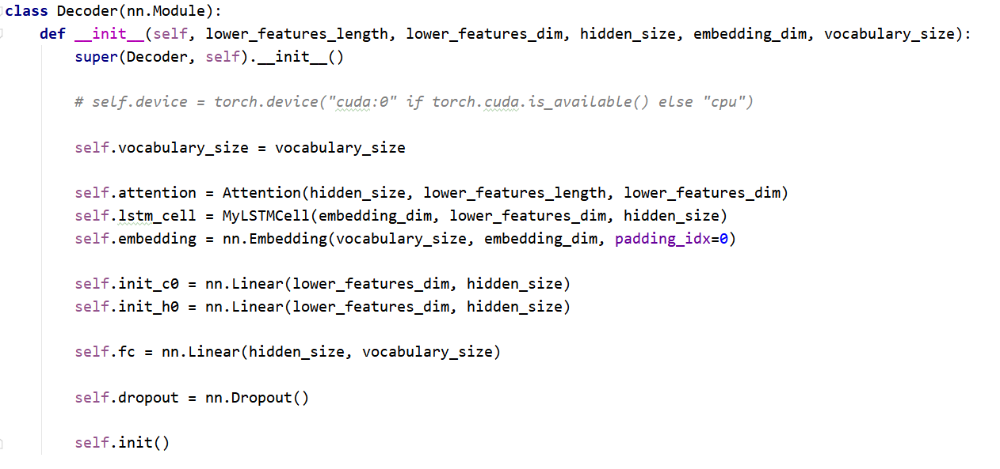 class Decoder(nn.Module):
def __init__(self, lower_features_length, lower_features_dim, hidden_size, embedding_dim, vocabulary_size):
super(Decoder, self).__init__()
# self.device = torch.device("cuda:0" if torch.cuda.is_available() else "cpu")
self.vocabulary_size = vocabulary_size
self.attention = Attention(hidden_size, lower_features_length, lower_features_dim)
self.lstm_cell = MyLSTMCell(embedding_dim, lower_features_dim, hidden_size)
self.embedding = nn.Embedding(vocabulary_size, embedding_dim, padding_idx=0)
self.init_c0 = nn.Linear(lower_features_dim, hidden_size)
self.init_h0 = nn.Linear(lower_features_dim, hidden_size)
self.fc = nn.Linear(hidden_size, vocabulary_size)
self.dropout = nn.Dropout()
self.init()